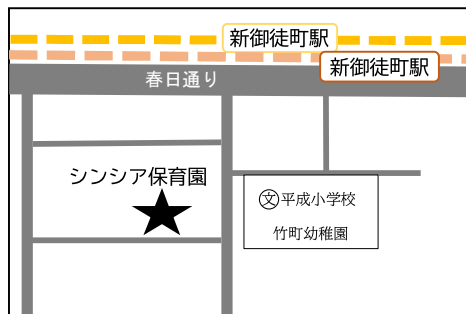 新御徒町駅
新御徒町駅
春日通り
シンシア保育園
文平成小学校
竹町幼稚園